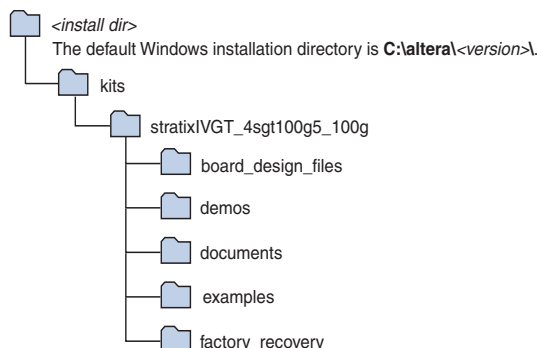 <install dir>
The default Windows installation directory is C:\altera\<version>\.
kits
stratixIVGT_4sgt100g5_100g
board_design_files
demos
documents
examples
factory_recovery